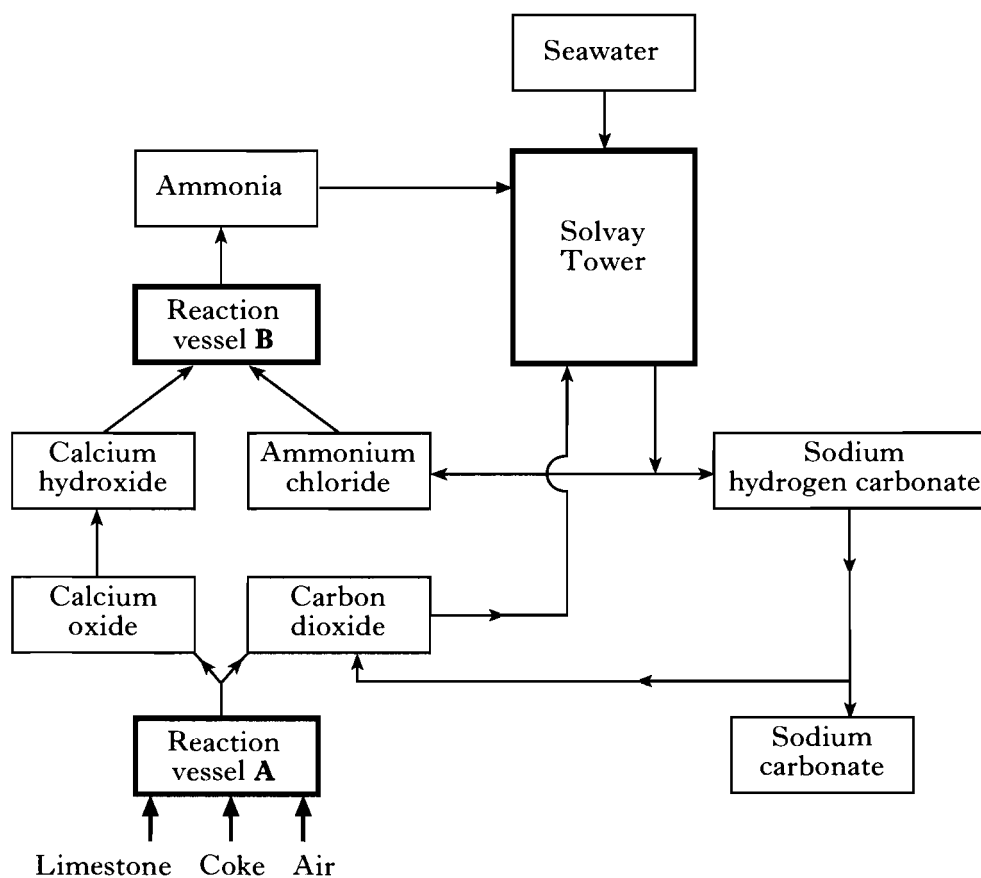 Seawater
Ammonia
Solvay
Tower
Reaction
vessel B
Calcium
hydroxide
Ammonium
chloride
Sodium
hydrogen carbonate
Calcium
oxide
Carbon
dioxide
Reaction
vessel A
Sodium
carbonate
Limestone Coke Air